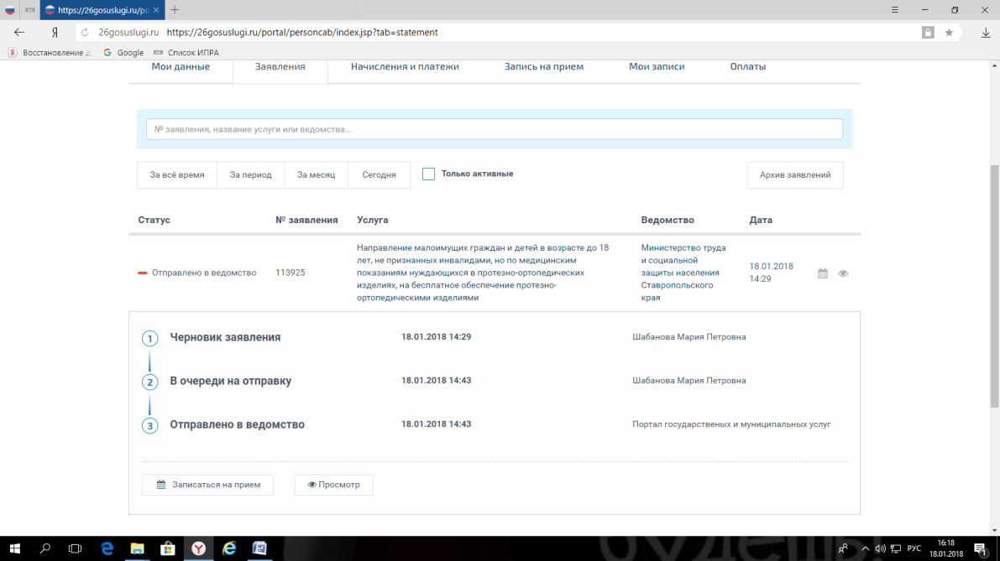 https://26gosuslugi.ru/po
26gosuslugi.ru https://26gosuslugi.ru/portal/personcab/index.jsp?tab=statement
Восстановление Google Список ИПРА
Мои данные Заявления Начисления и платежи Запись на прием Мои записи Оплаты
№ заявления, название услуги или ведомства...
За всё время За период За месяц Сегодня Только активные Архив заявлений
Статус № заявления Услуга Ведомство Дата
Отправлено в ведомство 113925
Направление малоимущих граждан и детей в возрасте до 18
лет, не признанных инвалидами, но по медицинским
показаниям нуждающихся в протезно-ортопедических
изделиях, на бесплатное обеспечение протезно-
ортопедическими изделиями
Министерство труда
и социальной
защиты населения
Ставропольского
края
18.01.2018
14:29
1 Черновик заявления 18.01.2018 14:29 Шабанова Мария Петровна
2 В очереди на отправку 18.01.2018 14:43 Шабанова Мария Петровна
3 Отправлено в ведомство 18.01.2018 14:43 Портал государственых и муниципальных услуг
Записаться на прием Просмотр
РУС 16:18
18.01.2018